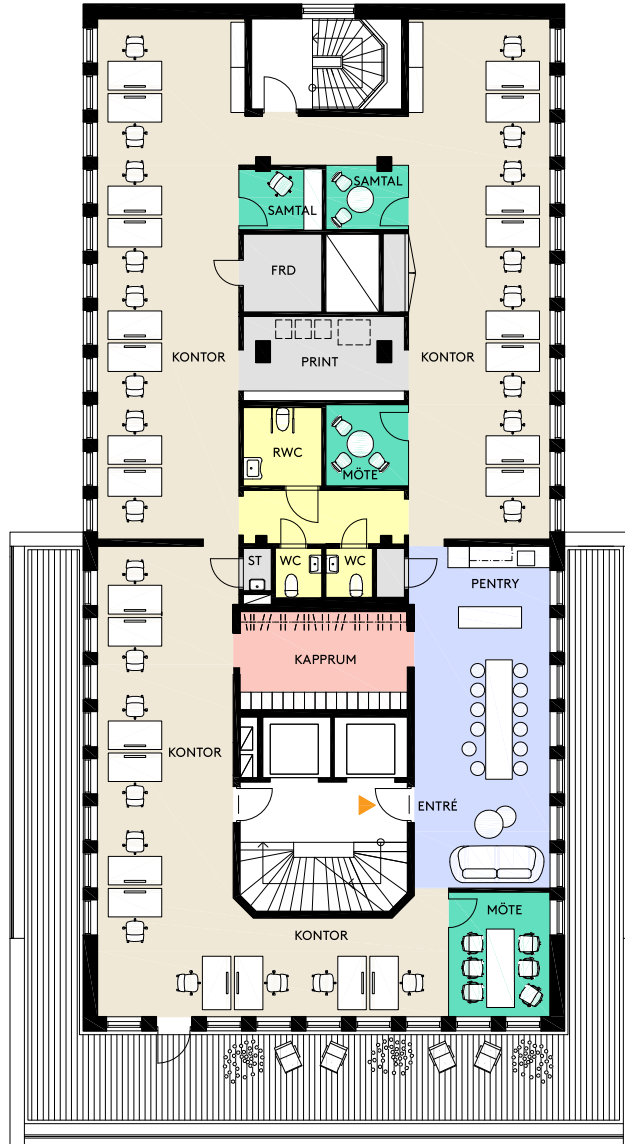 SAMTAL
SAMTAL
FRD
KONTOR
PRINT
KONTOR
RWC
MÖTE
ST
WC
WC
PENTRY
KAPPRUM
KONTOR
ENTRÉ
MÖTE
KONTOR